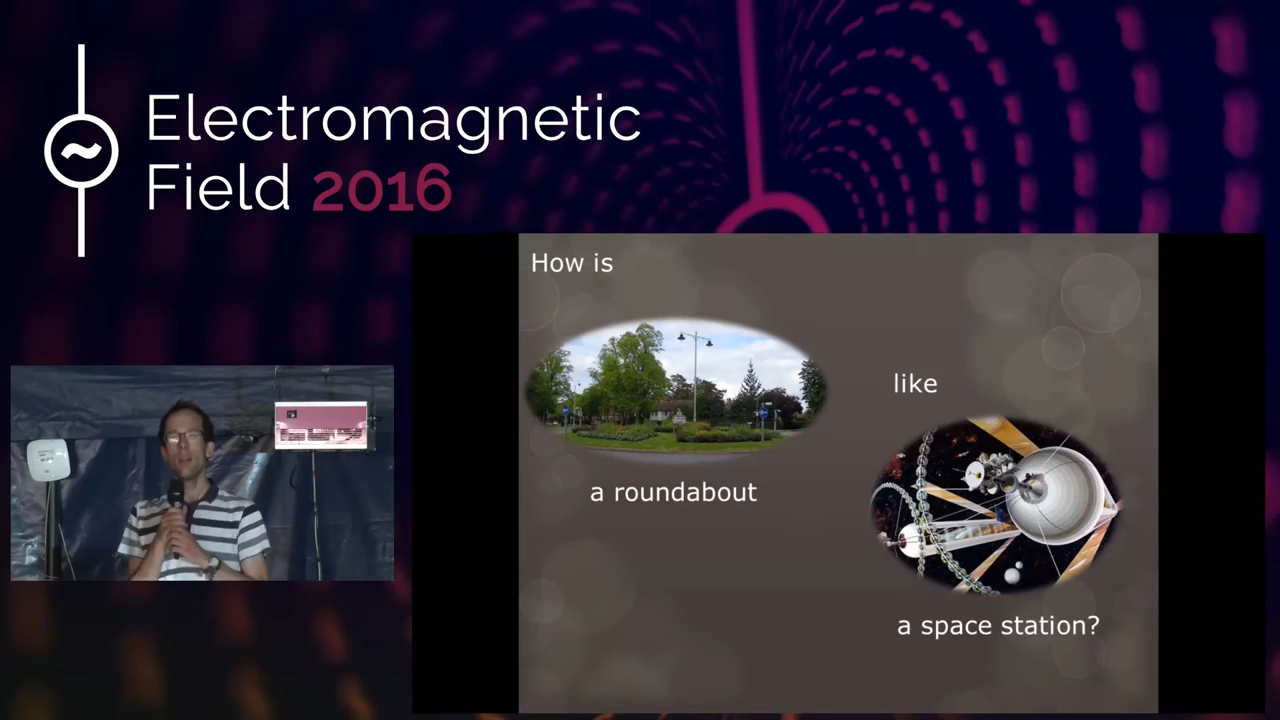 Electromagnetic
Field 2016
How is
a roundabout
like
a space station?